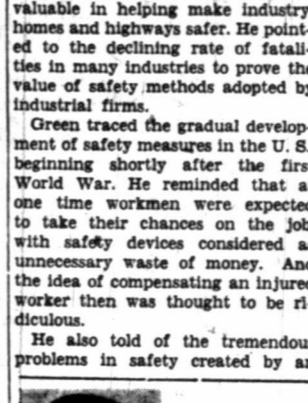 valuable in helping make industry
homes and highways safer. He point-
ed to the declining rate of fatali-
ties in many industries to prove the
value of safety methods adopted by
industrial firms.
Green traced the gradual develop-
ment of safety measures in the U. S.
beginning shortly after the firs
World War. He reminded that a
one time workmen were expected
to take their chances on the job
with safety devices considered a
unnecessary waste of money. And
the idea of compensating an injured
worker then was thought to be ri-
diculous.
He also told of the tremendou
problems in safety created by a